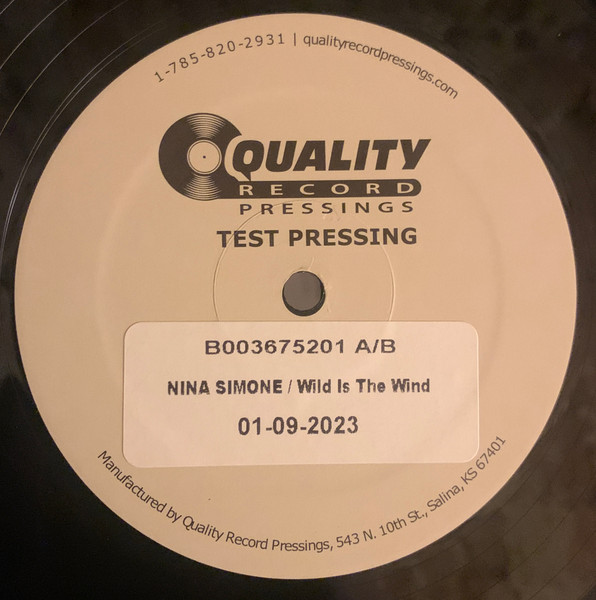 1-785-820-2931 | qualityrecordpressings.com
QUALITY
RECORD
PRESSINGS
TEST PRESSING
B003675201 A/B
NINA SIMONE / Wild Is The Wind
01-09-2023
Manufactured by Quality Record Pressings, 543 N. 10th St., Salina, KS 67401